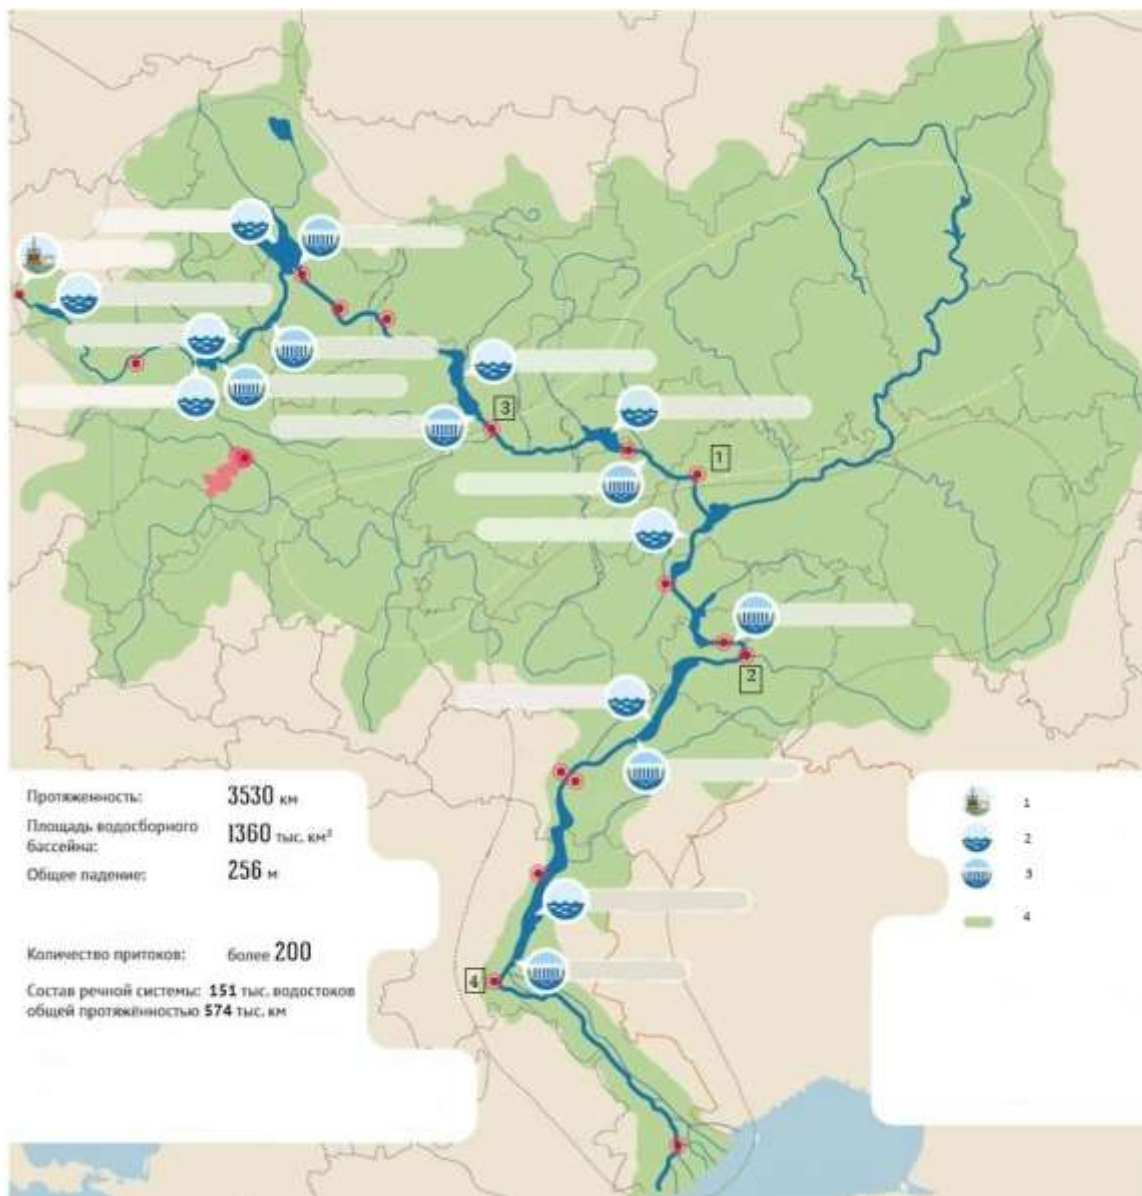 3
1
2
Протяженность: 3530 км
1
Площадь водосборного
бассейна: 1360 тыс. км²
2
Общее падение: 256 м
3
4
Количество притоков: более 200
4
Состав речной системы: 151 тыс. водостоков
общей протяжённостью 574 тыс. км